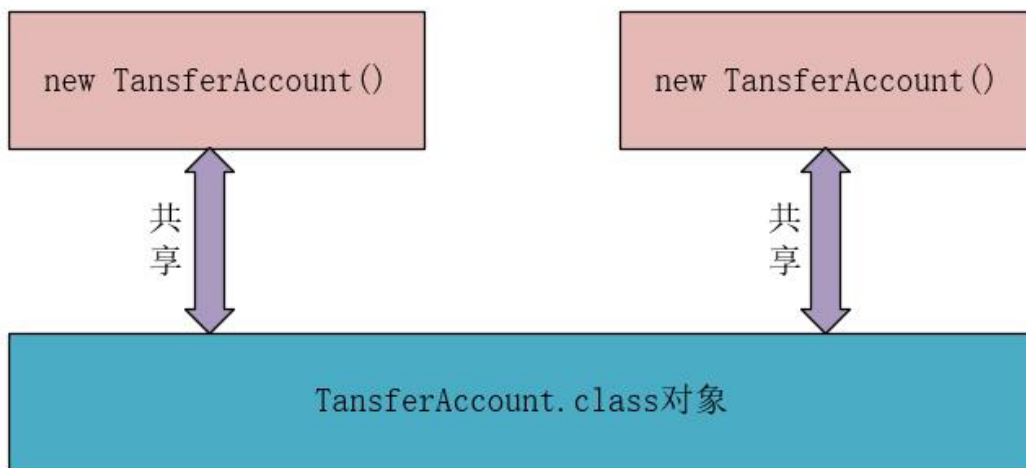 new TansferAccount()
new TansferAccount()
共享
共享
TansferAccount.class对象